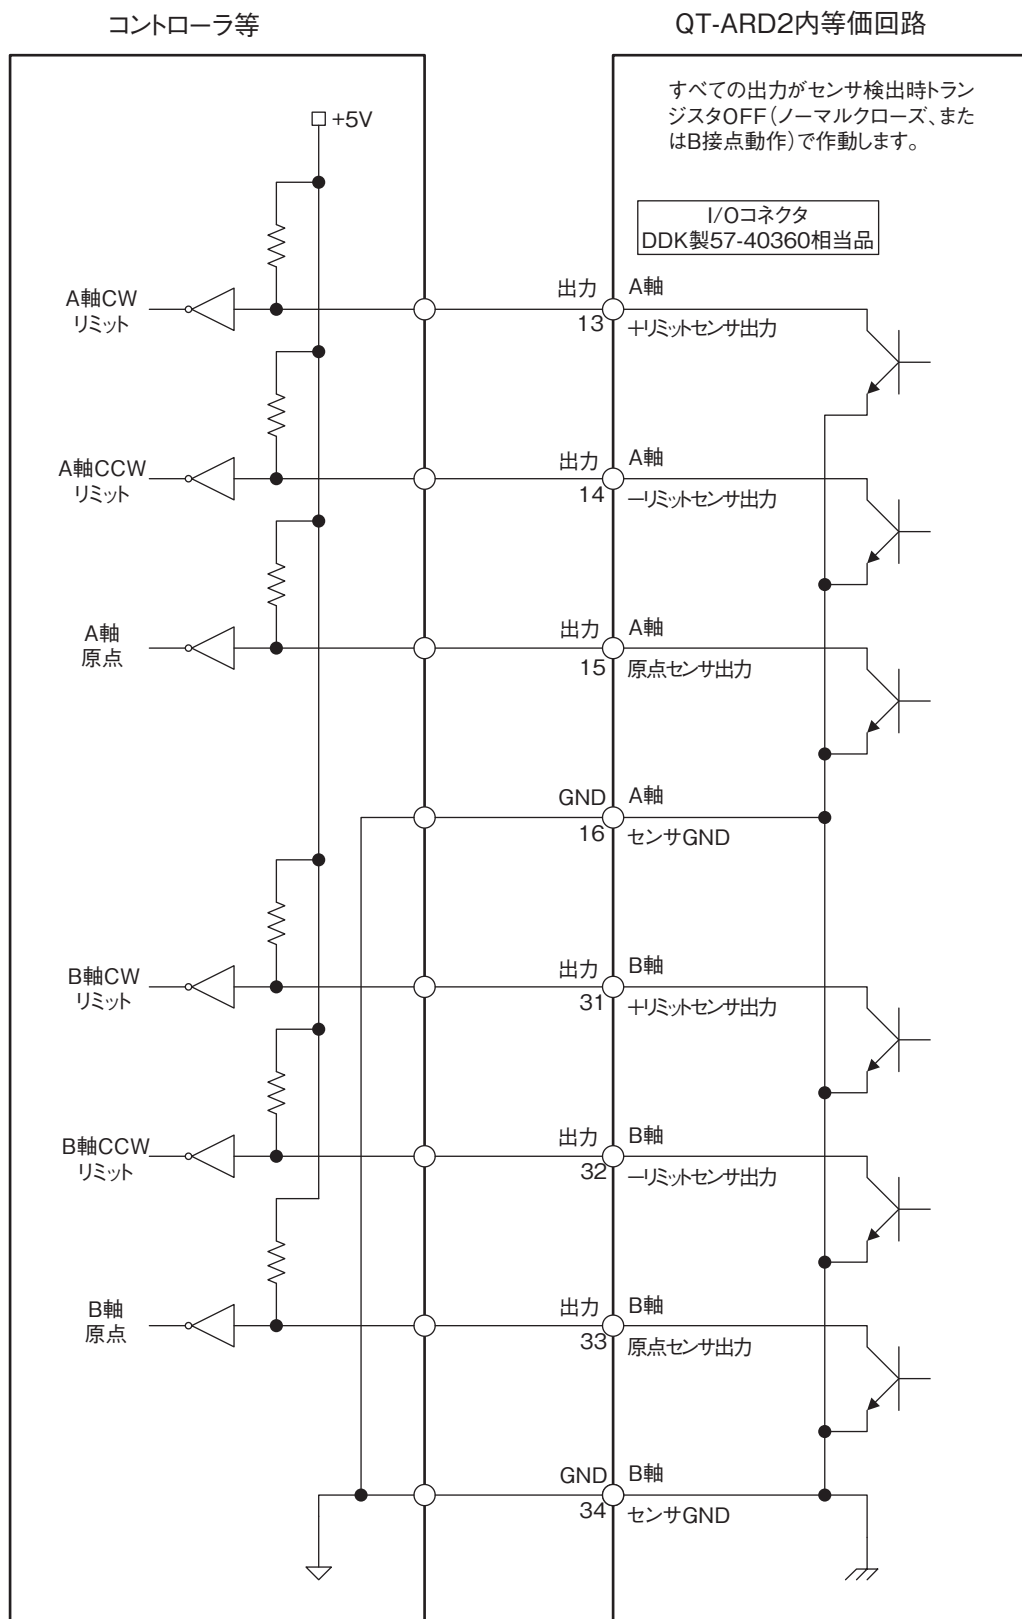 コントローラ等
QT-ARD2内等価回路
すべての出力がセンサ検出時トラン
ジスタOFF(ノーマルクローズ、また
はB接点動作)で作動します。
+5V
I/Oコネクタ
DDK製57-40360相当品
A軸CW
リミット
出力
13
A軸
+リミットセンサ出力
A軸CCW
リミット
出力
14
A軸
−リミットセンサ出力
A軸
原点
出力
15
A軸
原点センサ出力
GND
16
A軸
センサGND
B軸CW
リミット
出力
31
B軸
+リミットセンサ出力
B軸CCW
リミット
出力
32
B軸
−リミットセンサ出力
B軸
原点
出力
33
B軸
原点センサ出力
GND
34
B軸
センサGND